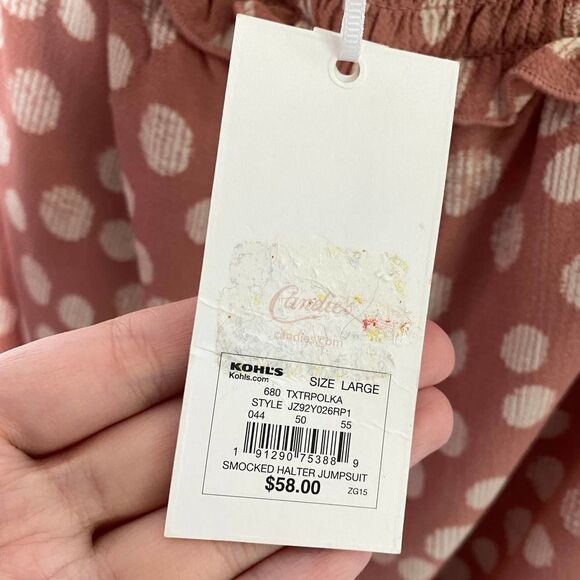 Candies
candies.com
KOHL'S
Kohls.com
SIZE LARGE
680 TXTRPOLKA
STYLE JZ92Y026RP1
044 50 55
1 91290 75388 9
SMOCKED HALTER JUMPSUIT
$58.00
ZG15